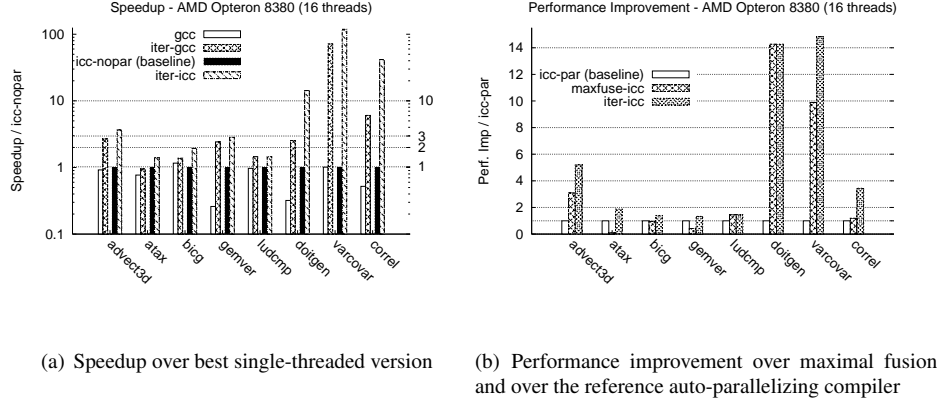 Speedup - AMD Opteron 8380 (16 threads)
Speedup / icc-nopar
100
10
1
0.1
gcc
iter-gcc
icc-nopar (baseline)
iter-icc
10
3
2
1
advect3d
atax
bicg
gemver
ludcmp
doitgen
varcovar
correl
(a) Speedup over best single-threaded version
Performance Improvement - AMD Opteron 8380 (16 threads)
Perf. Imp / icc-par
14
12
10
8
6
4
2
0
icc-par (baseline)
maxfuse-icc
iter-icc
advect3d
atax
bicg
gemver
ludcmp
doitgen
varcovar
correl
(b) Performance improvement over maximal fusion
and over the reference auto-parallelizing compiler